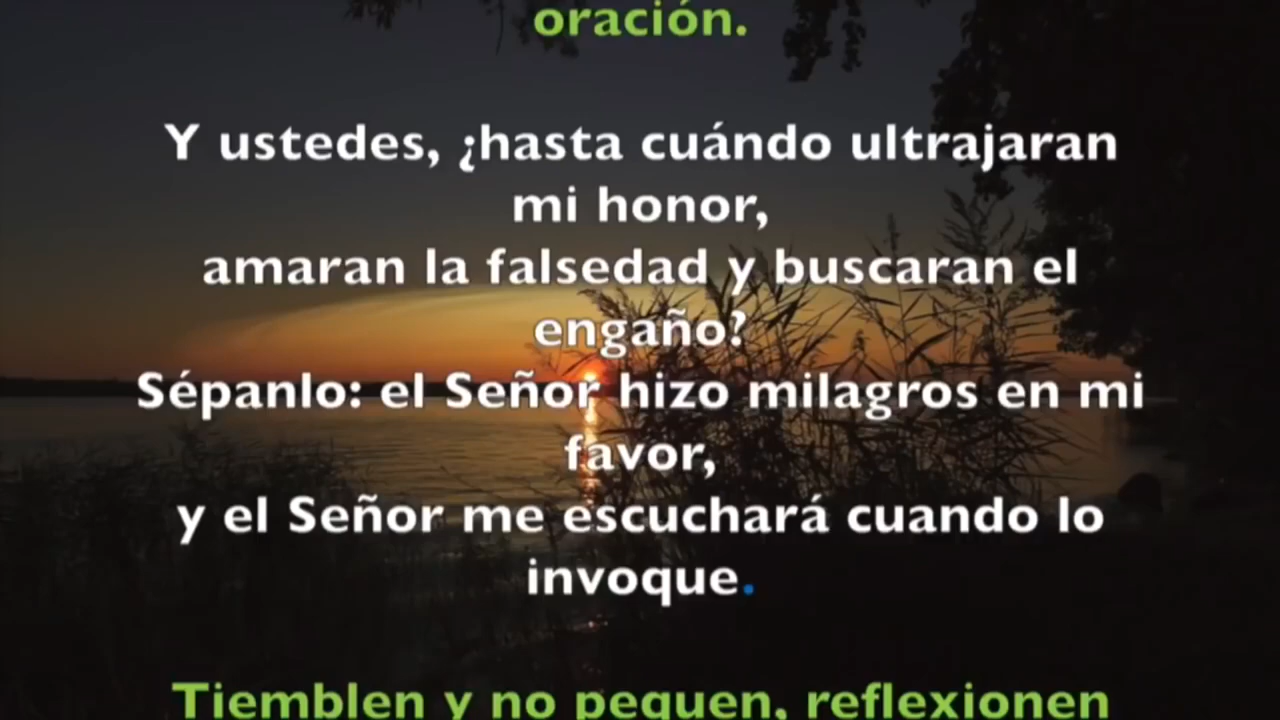 oración.
Y ustedes, ¿hasta cuándo ultrajaran
mi honor,
amaran la falsedad y buscaran el
engaño?
Sépanlo: el Señor hizo milagros en mi
favor,
y el Señor me escuchará cuando lo
invoque.
Tiemblen y no pequen, reflexionen